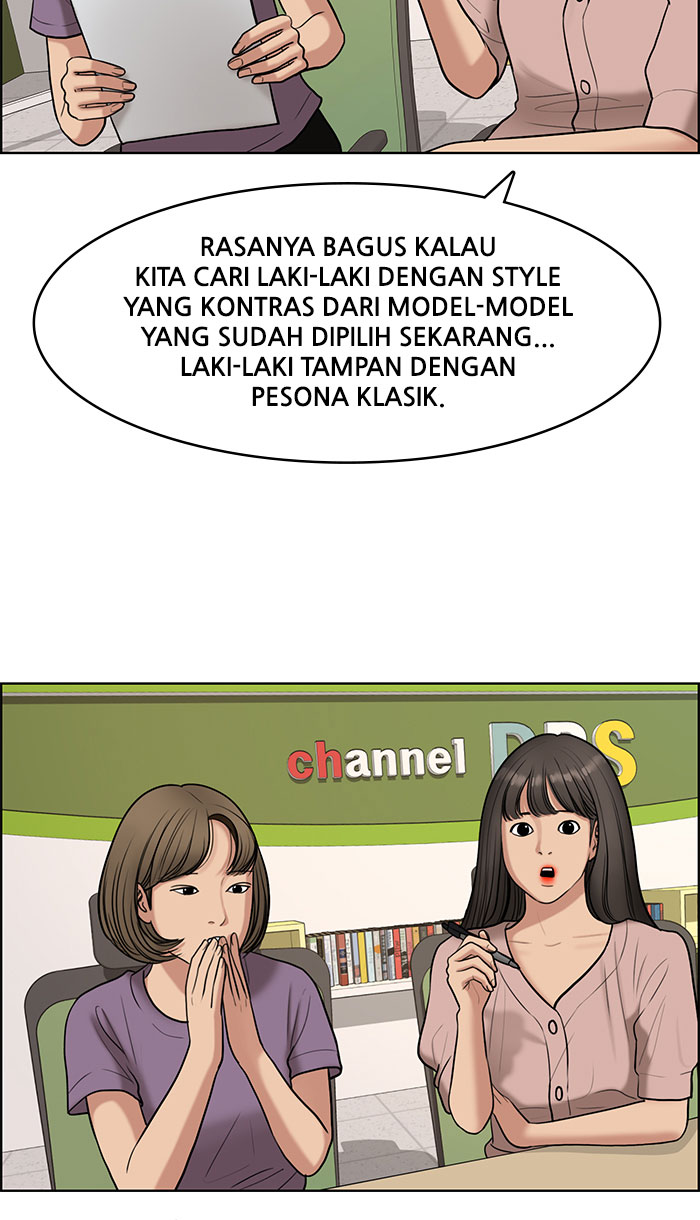 RASANYA BAGUS KALAU
KITA CARI LAKI-LAKI DENGAN STYLE
YANG KONTRAS DARI MODEL-MODEL
YANG SUDAH DIPILIH SEKARANG...
LAKI-LAKI TAMPAN DENGAN
PESONA KLASIK.
channel DBS